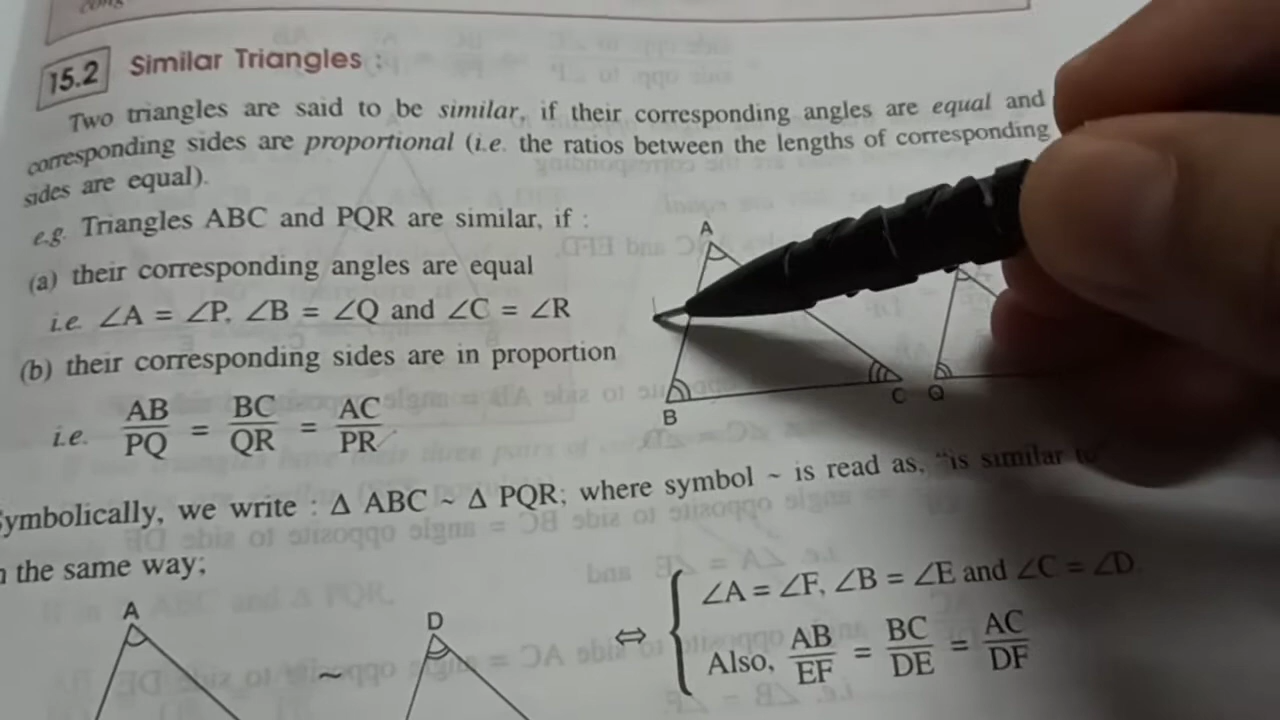 15.2 Similar Triangles :
Two triangles are said to be similar, if their corresponding angles are equal and
corresponding sides are proportional (i.e. the ratios between the lengths of corresponding
sides are equal).
e.g. Triangles ABC and PQR are similar, if :
(a) their corresponding angles are equal
i.e. ∠A = ∠P, ∠B = ∠Q and ∠C = ∠R
(b) their corresponding sides are in proportion
i.e. AB/PQ = BC/QR = AC/PR
A
B
C
Q
Symbolically, we write : Δ ABC ~ Δ PQR; where symbol ~ is read as, "is similar to
the same way;
A
~
D
⇔
∠A = ∠F, ∠B = ∠E and ∠C = ∠D.
Also, AB/EF = BC/DE = AC/DF